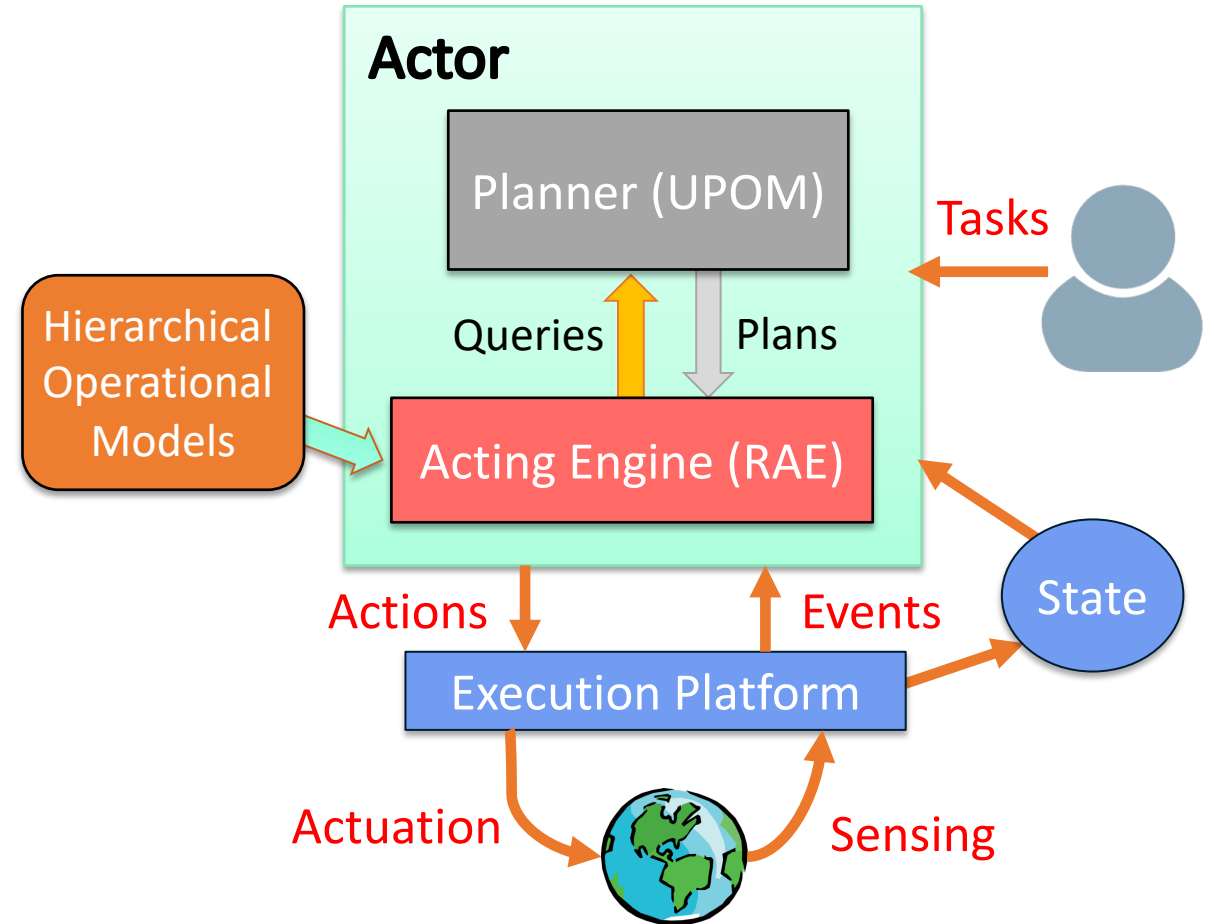 Actor
Planner (UPOM)
Tasks
Hierarchical
Operational
Models
Queries
Plans
Acting Engine (RAE)
State
Actions
Events
Execution Platform
Actuation
Sensing